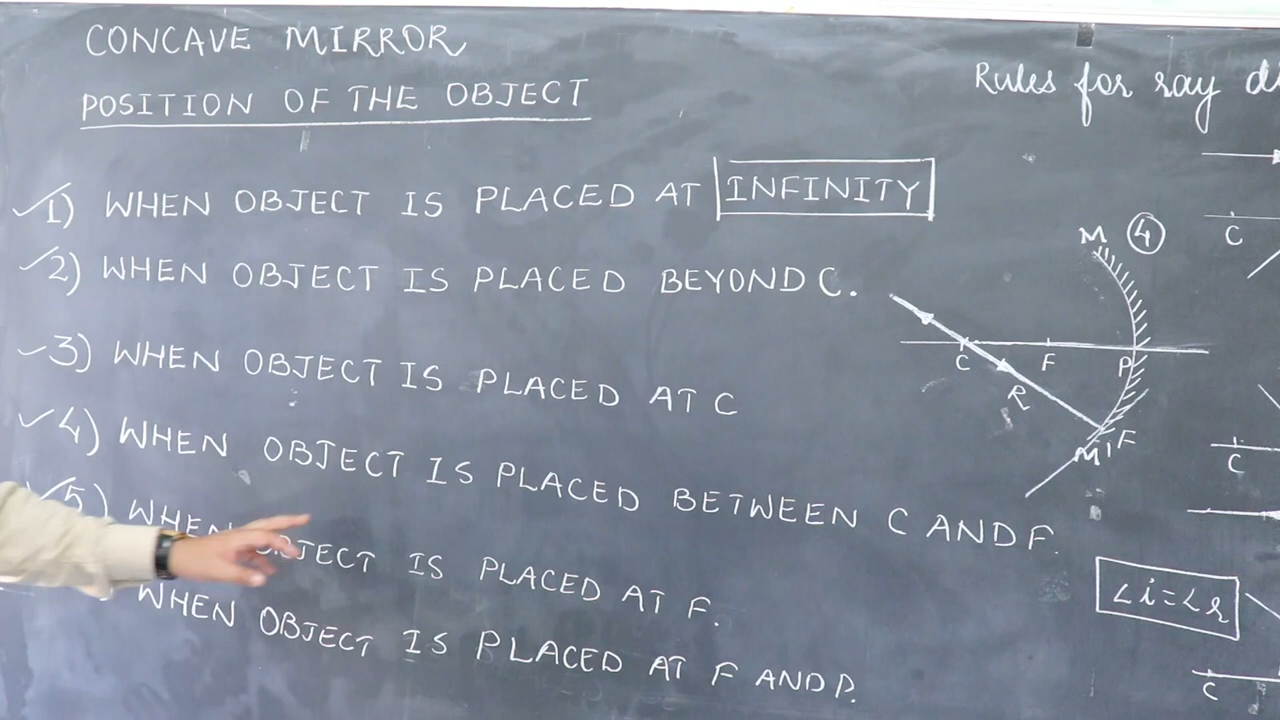 CONCAVE MIRROR
POSITION OF THE OBJECT
1) WHEN OBJECT IS PLACED AT INFINITY
2) WHEN OBJECT IS PLACED BEYOND C.
3) WHEN OBJECT IS PLACED AT C
4) WHEN OBJECT IS PLACED BETWEEN C AND F.
5) WHEN OBJECT IS PLACED AT F.
WHEN OBJECT IS PLACED AT F AND P.
Rules for ray
M 4
C F P
R
M' F
C
C
∠i=∠r
C